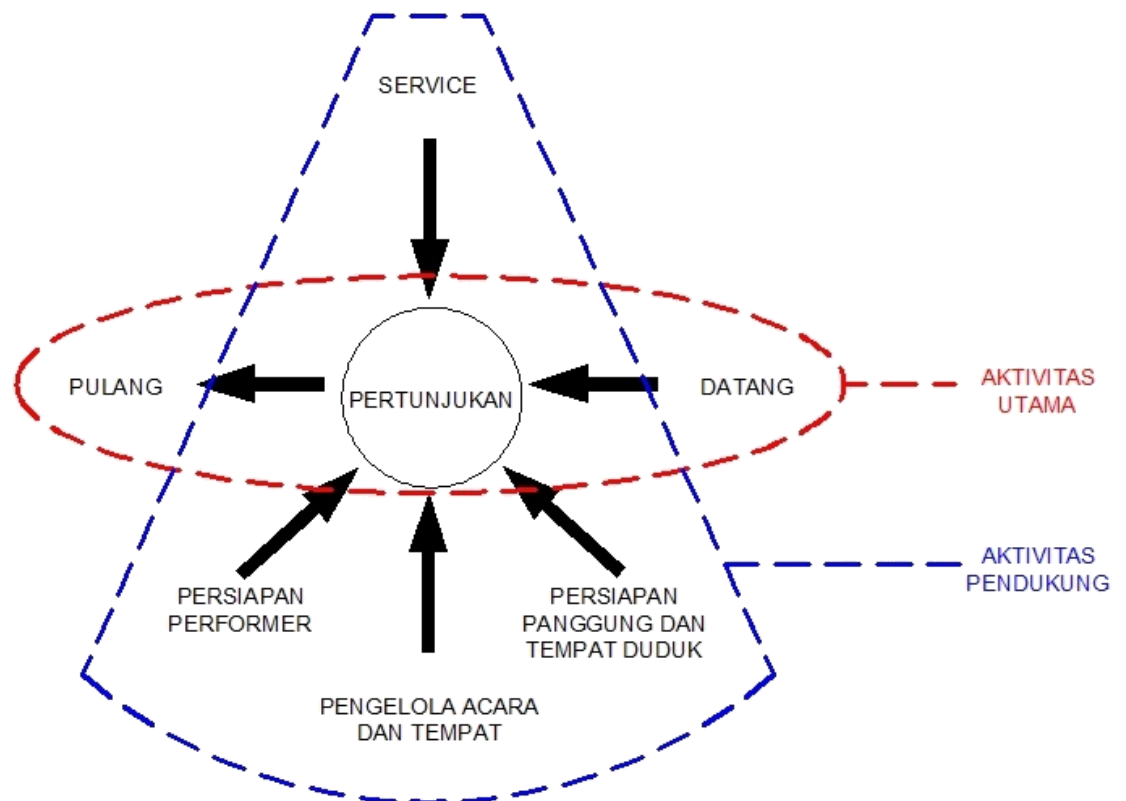 SERVICE
PULANG
PERTUNJUKAN
DATANG
AKTIVITAS
UTAMA
PERSIAPAN
PERFORMER
PERSIAPAN
PANGGUNG DAN
TEMPAT DUDUK
AKTIVITAS
PENDUKUNG
PENGELOLA ACARA
DAN TEMPAT